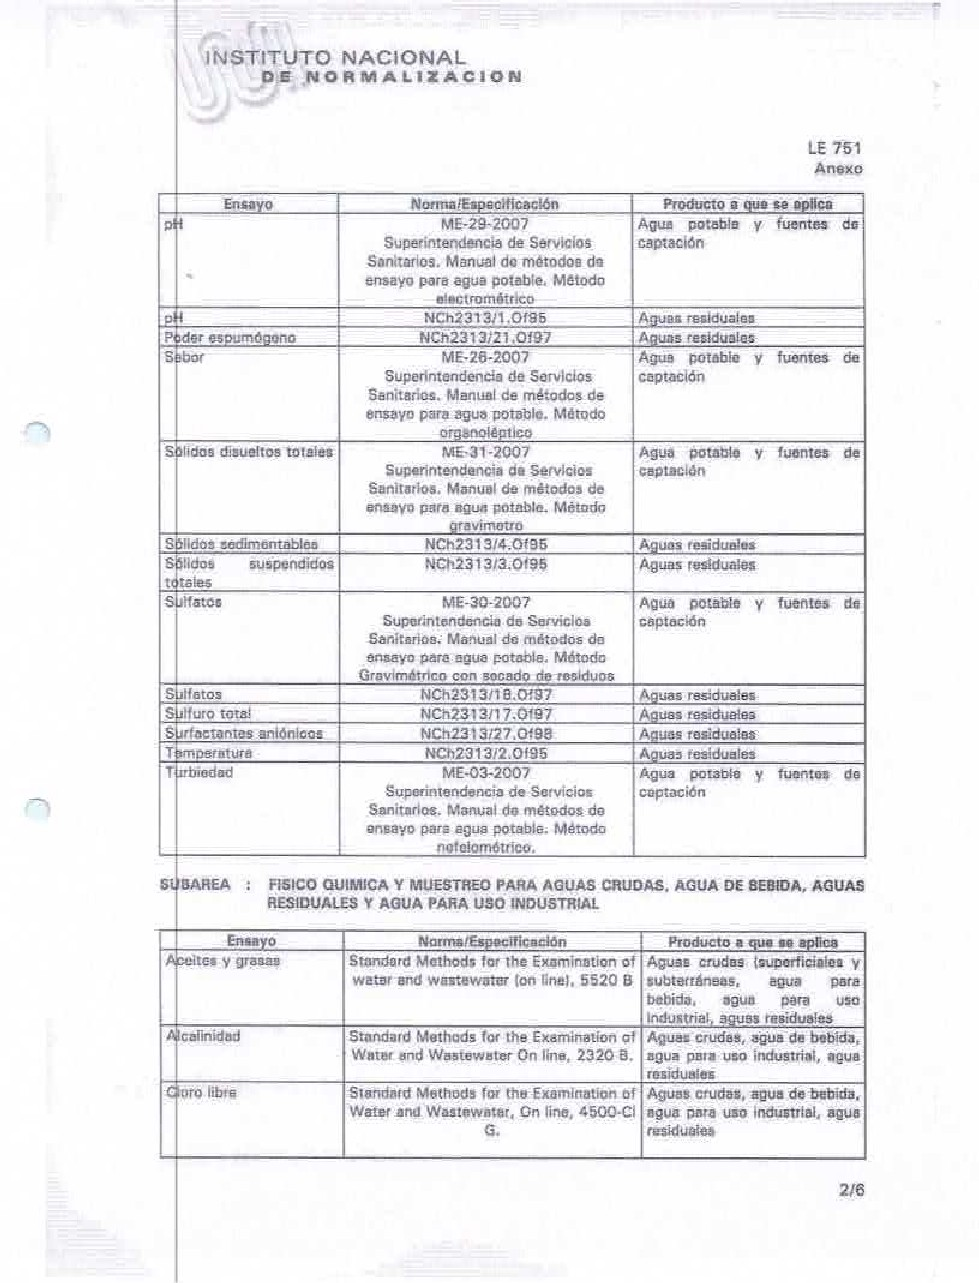 INSTITUTO NACIONAL
DE NORMALIZACION
LE 751
Anexo
Ensayo Norma/Especificación Producto a que se aplica
pH ME-29-2007 Agua potable y fuentes de
Superintendencia de Servicios captación
Sanitarios. Manual de métodos de
ensayo para agua potable. Método
electrométrico
pH NCh2313/1.Of95 Aguas residuales
Poder espumógeno NCh2313/21.Of97 Aguas residuales
Sabor ME-26-2007 Agua potable y fuentes de
Superintendencia de Servicios captación
Sanitarios. Manual de métodos de
ensayo para agua potable. Método
organoléptico
Sólidos disueltos totales ME-31-2007 Agua potable y fuentes de
Superintendencia de Servicios captación
Sanitarios. Manual de métodos de
ensayo para agua potable. Método
gravimetro
Sólidos sedimentables NCh2313/4.Of95 Aguas residuales
Sólidos suspendidos NCh2313/3.Of95 Aguas residuales
totales
Sulfatos ME-30-2007 Agua potable y fuentes de
Superintendencia de Servicios captación
Sanitarios. Manual de métodos de
ensayo para agua potable. Método
Gravimétrico con secado de residuos
Sulfatos NCh2313/18.Of97 Aguas residuales
Sulfuro total NCh2313/17.Of97 Aguas residuales
Surfactantes aniónicos NCh2313/27.Of98 Aguas residuales
Temperatura NCh2313/2.Of95 Aguas residuales
Turbiedad ME-03-2007 Agua potable y fuentes de
Superintendencia de Servicios captación
Sanitarios. Manual de métodos de
ensayo para agua potable. Método
nefelométrico.
SUBAREA : FISICO QUIMICA Y MUESTREO PARA AGUAS CRUDAS, AGUA DE BEBIDA, AGUAS
RESIDUALES Y AGUA PARA USO INDUSTRIAL
Ensayo Norma/Especificación Producto a que se aplica
Aceites y grasas Standard Methods for the Examination of Aguas crudas (superficiales y
water and wastewater (on line), 5520 B subterráneas, agua para
bebida, agua para uso
Industrial, aguas residuales
Alcalinidad Standard Methods for the Examination of Aguas crudas, agua de bebida,
Water and Wastewater On line, 2320 B. agua para uso industrial, agua
residuales
Cloro libre Standard Methods for the Examination of Aguas crudas, agua de bebida,
Water and Wastewater, On line, 4500-Cl agua para uso industrial, agua
G. residuales
2/6